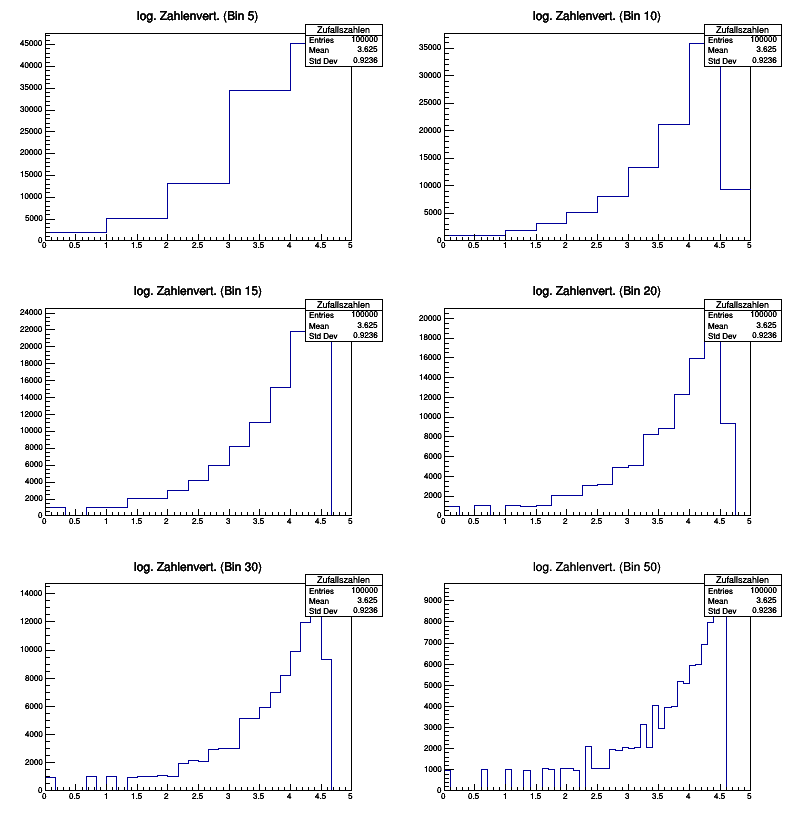 log. Zahlenvert. (Bin 5)
Zufallszahlen
Entries 100000
Mean 3.625
Std Dev 0.9236
45000
40000
35000
30000
25000
20000
15000
10000
5000
0
0 0.5 1 1.5 2 2.5 3 3.5 4 4.5 5
log. Zahlenvert. (Bin 10)
Zufallszahlen
Entries 100000
Mean 3.625
Std Dev 0.9236
35000
30000
25000
20000
15000
10000
5000
0
0 0.5 1 1.5 2 2.5 3 3.5 4 4.5 5
log. Zahlenvert. (Bin 15)
Zufallszahlen
Entries 100000
Mean 3.625
Std Dev 0.9236
24000
22000
20000
18000
16000
14000
12000
10000
8000
6000
4000
2000
0
0 0.5 1 1.5 2 2.5 3 3.5 4 4.5 5
log. Zahlenvert. (Bin 20)
Zufallszahlen
Entries 100000
Mean 3.625
Std Dev 0.9236
20000
18000
16000
14000
12000
10000
8000
6000
4000
2000
0
0 0.5 1 1.5 2 2.5 3 3.5 4 4.5 5
log. Zahlenvert. (Bin 30)
Zufallszahlen
Entries 100000
Mean 3.625
Std Dev 0.9236
14000
12000
10000
8000
6000
4000
2000
0
0 0.5 1 1.5 2 2.5 3 3.5 4 4.5 5
log. Zahlenvert. (Bin 50)
Zufallszahlen
Entries 100000
Mean 3.625
Std Dev 0.9236
9000
8000
7000
6000
5000
4000
3000
2000
1000
0
0 0.5 1 1.5 2 2.5 3 3.5 4 4.5 5